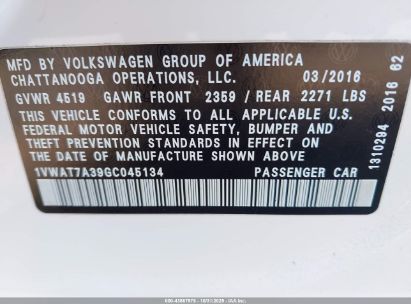 MFD BY VOLKSWAGEN GROUP OF AMERICA
CHATTANOOGA OPERATIONS, LLC. 03/2016
GVWR 4519 GAWR FRONT 2359 / REAR 2271 LBS
THIS VEHICLE CONFORMS TO ALL APPLICABLE U.S.
FEDERAL MOTOR VEHICLE SAFETY, BUMPER AND
THEFT PREVENTION STANDARDS IN EFFECT ON THE
DATE OF MANUFACTURE SHOWN ABOVE.
1VWAT7A39GC045134 PASSENGER CAR
1310294 2016 62